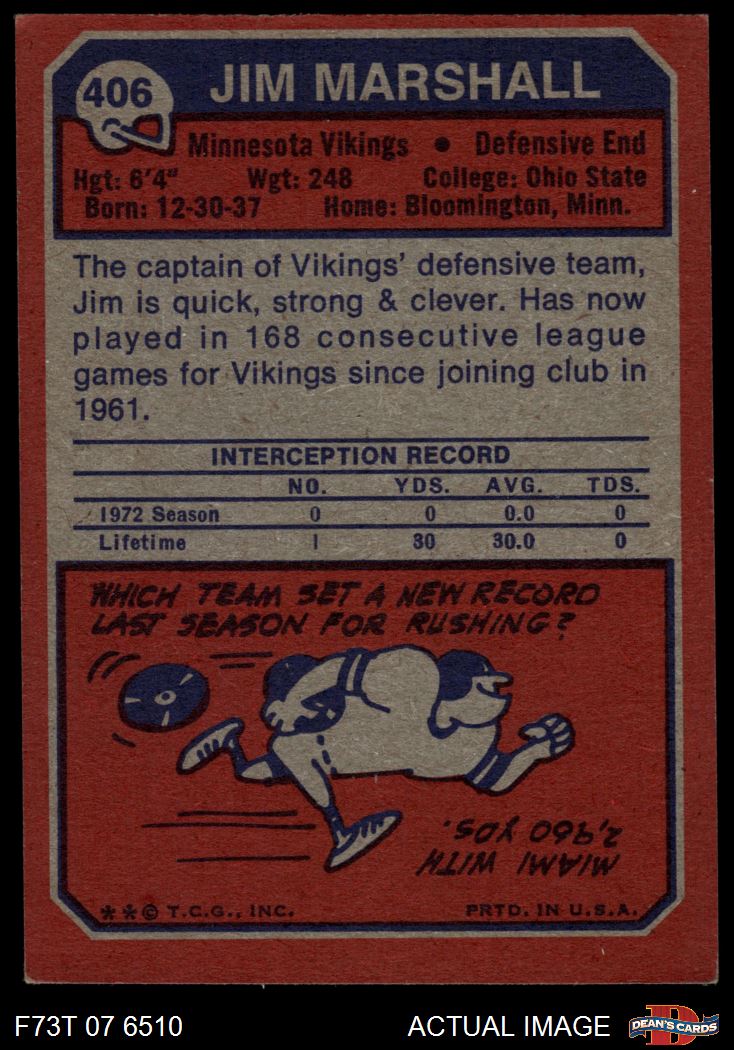 406
JIM MARSHALL
Minnesota Vikings • Defensive End
Hgt: 6'4" Wgt: 248 College: Ohio State
Born: 12-30-37 Home: Bloomington, Minn.
The captain of Vikings' defensive team,
Jim is quick, strong & clever. Has now
played in 168 consecutive league
games for Vikings since joining club in
1961.
INTERCEPTION RECORD
NO. YDS. AVG. TDS.
1972 Season 0 0 0.0 0
Lifetime 1 30 30.0 0
WHICH TEAM SET A NEW RECORD
LAST SEASON FOR RUSHING?
MIAMI WITH
2,960 YDS.
**© T.C.G., INC. PRTD. IN U.S.A.
F73T 07 6510 ACTUAL IMAGE
D
DEAN'S CARDS